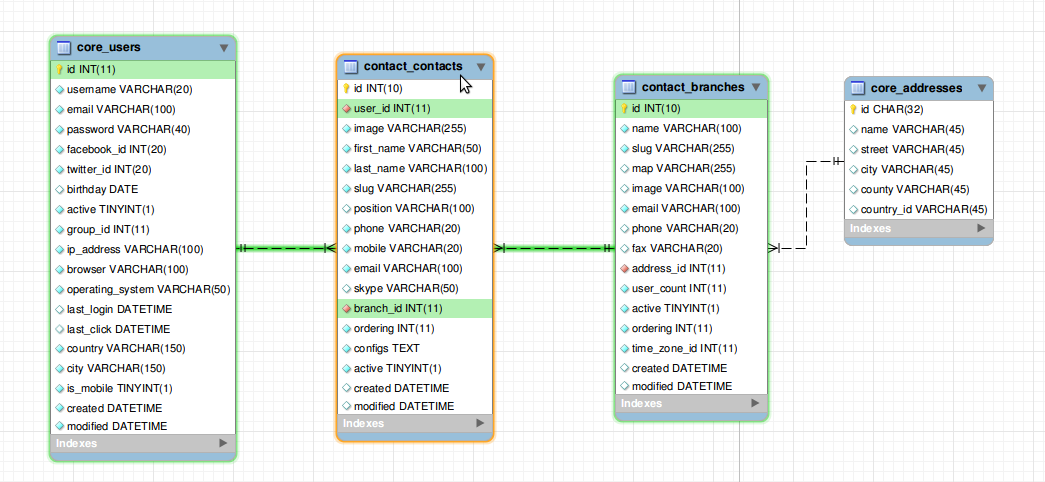 core_users
id INT(11)
username VARCHAR(20)
email VARCHAR(100)
password VARCHAR(40)
facebook_id INT(20)
twitter_id INT(20)
birthday DATE
active TINYINT(1)
group_id INT(11)
ip_address VARCHAR(100)
browser VARCHAR(100)
operating_system VARCHAR(50)
last_login DATETIME
last_click DATETIME
country VARCHAR(150)
city VARCHAR(150)
is_mobile TINYINT(1)
created DATETIME
modified DATETIME
Indexes
contact_contacts
id INT(10)
user_id INT(11)
image VARCHAR(255)
first_name VARCHAR(50)
last_name VARCHAR(100)
slug VARCHAR(255)
position VARCHAR(100)
phone VARCHAR(20)
mobile VARCHAR(20)
email VARCHAR(100)
skype VARCHAR(50)
branch_id INT(11)
ordering INT(11)
configs TEXT
active TINYINT(1)
created DATETIME
modified DATETIME
Indexes
contact_branches
id INT(10)
name VARCHAR(100)
slug VARCHAR(255)
map VARCHAR(255)
image VARCHAR(100)
email VARCHAR(100)
phone VARCHAR(20)
fax VARCHAR(20)
address_id INT(11)
user_count INT(11)
active TINYINT(1)
ordering INT(11)
time_zone_id INT(11)
created DATETIME
modified DATETIME
Indexes
core_addresses
id CHAR(32)
name VARCHAR(45)
street VARCHAR(45)
city VARCHAR(45)
county VARCHAR(45)
country_id VARCHAR(45)
Indexes